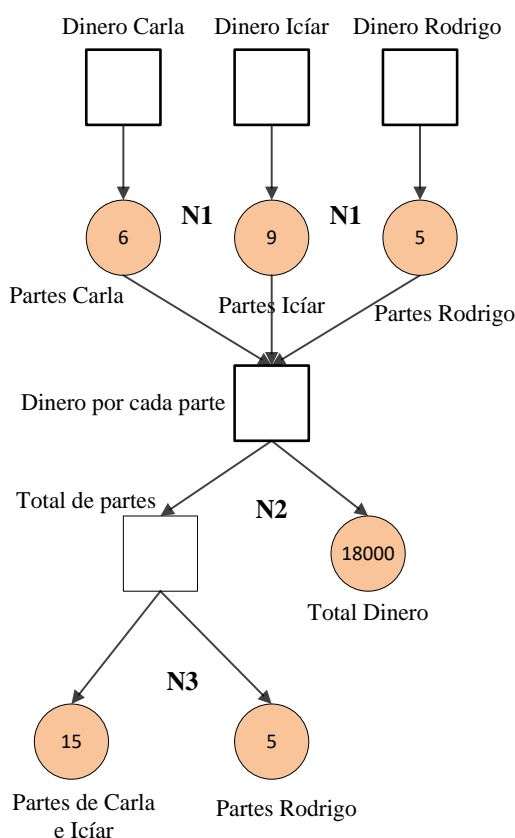 Dinero Carla
Dinero Icíar
Dinero Rodrigo
N1
N1
6
9
5
Partes Carla
Partes Icíar
Partes Rodrigo
Dinero por cada parte
Total de partes
N2
18000
Total Dinero
N3
15
5
Partes de Carla
e Icíar
Partes Rodrigo